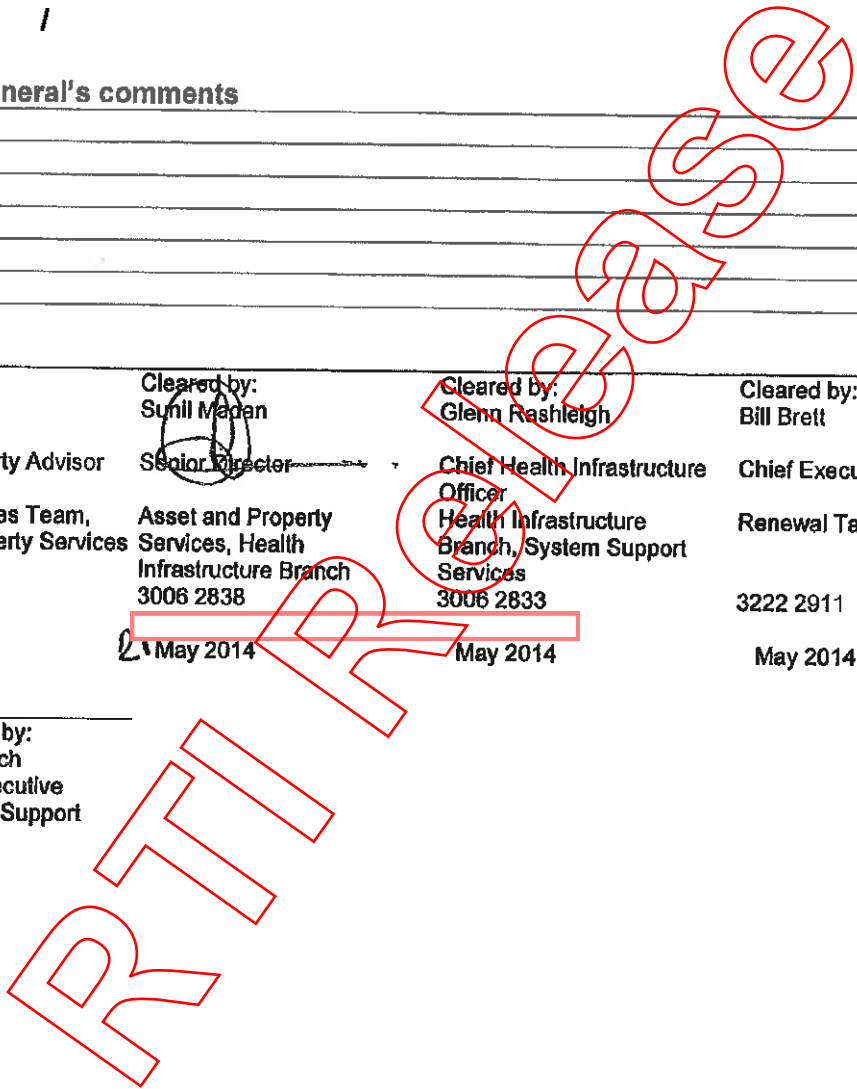 /
neral's comments
Cleared by:
Sunil Madan
Cleared by:
Glenn Rashleigh
Cleared by:
Bill Brett
ty Advisor
Senior Director
Chief Health Infrastructure
Officer
Chief Execu
es Team,
erty Services
Asset and Property
Services, Health
Infrastructure Branch
3006 2838
Health Infrastructure
Branch, System Support
Services
3006 2833
Renewal Ta
3222 2911
21 May 2014
May 2014
May 2014
by:
ch
ecutive
Support
RTI Release